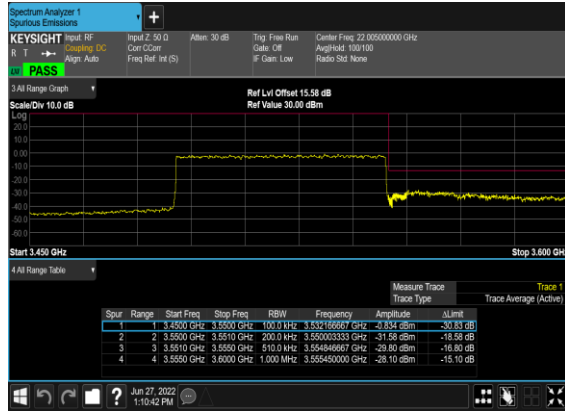 Spectrum Analyzer 1
Spurious Emissions
+
KEYSIGHT Input: RF Input Z: 50 Ω Atten: 30 dB Trig: Free Run Center Freq: 22.005000000 GHz
R T Coupling: DC Corr CCorr Gate: Off Avg|Hold: 100/100
Align: Auto Freq Ref: Int (S) IF Gain: Low Radio Std: None
PASS
3 All Range Graph
Ref Lvl Offset 15.58 dB
Scale/Div 10.0 dB Ref Value 30.00 dBm
Log
20.0
10.0
0.00
-10.0
-20.0
-30.0
-40.0
-50.0
-60.0
Start 3.450 GHz Stop 3.600 GHz
4 All Range Table
Measure Trace Trace 1
Trace Type Trace Average (Active)
Spur Range Start Freq Stop Freq RBW Frequency Amplitude ΔLimit
1 1 3.4500 GHz 3.5500 GHz 100.0 kHz 3.532166667 GHz -0.834 dBm -30.83 dB
2 2 3.5500 GHz 3.5510 GHz 200.0 kHz 3.550003333 GHz -31.58 dBm -18.58 dB
3 3 3.5510 GHz 3.5550 GHz 510.0 kHz 3.554846667 GHz -29.80 dBm -16.80 dB
4 4 3.5550 GHz 3.6000 GHz 1.000 MHz 3.555450000 GHz -28.10 dBm -15.10 dB
? Jun 27, 2022
1:10:42 PM